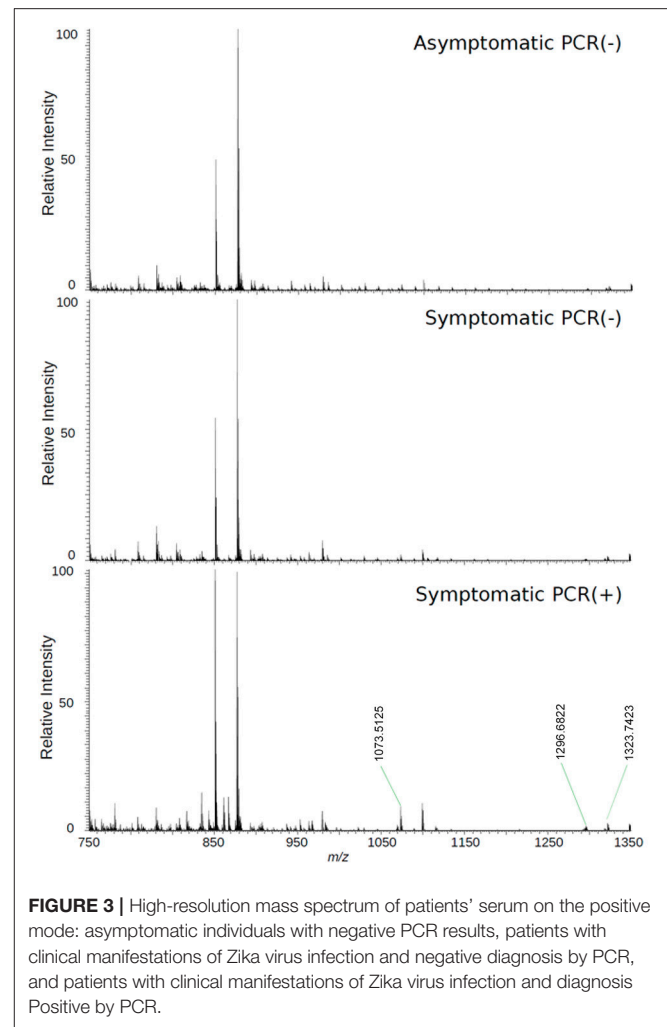 100
Asymptomatic PCR(-)
Relative Intensity
50
0
100
Symptomatic PCR(-)
Relative Intensity
50
0
100
Symptomatic PCR(+)
Relative Intensity
50
1073.5125
1296.6822
1323.7423
0
750
850
950
1050
1150
1250
1350
m/z
FIGURE 3 | High-resolution mass spectrum of patients’ serum on the positive
mode: asymptomatic individuals with negative PCR results, patients with
clinical manifestations of Zika virus infection and negative diagnosis by PCR,
and patients with clinical manifestations of Zika virus infection and diagnosis
Positive by PCR.